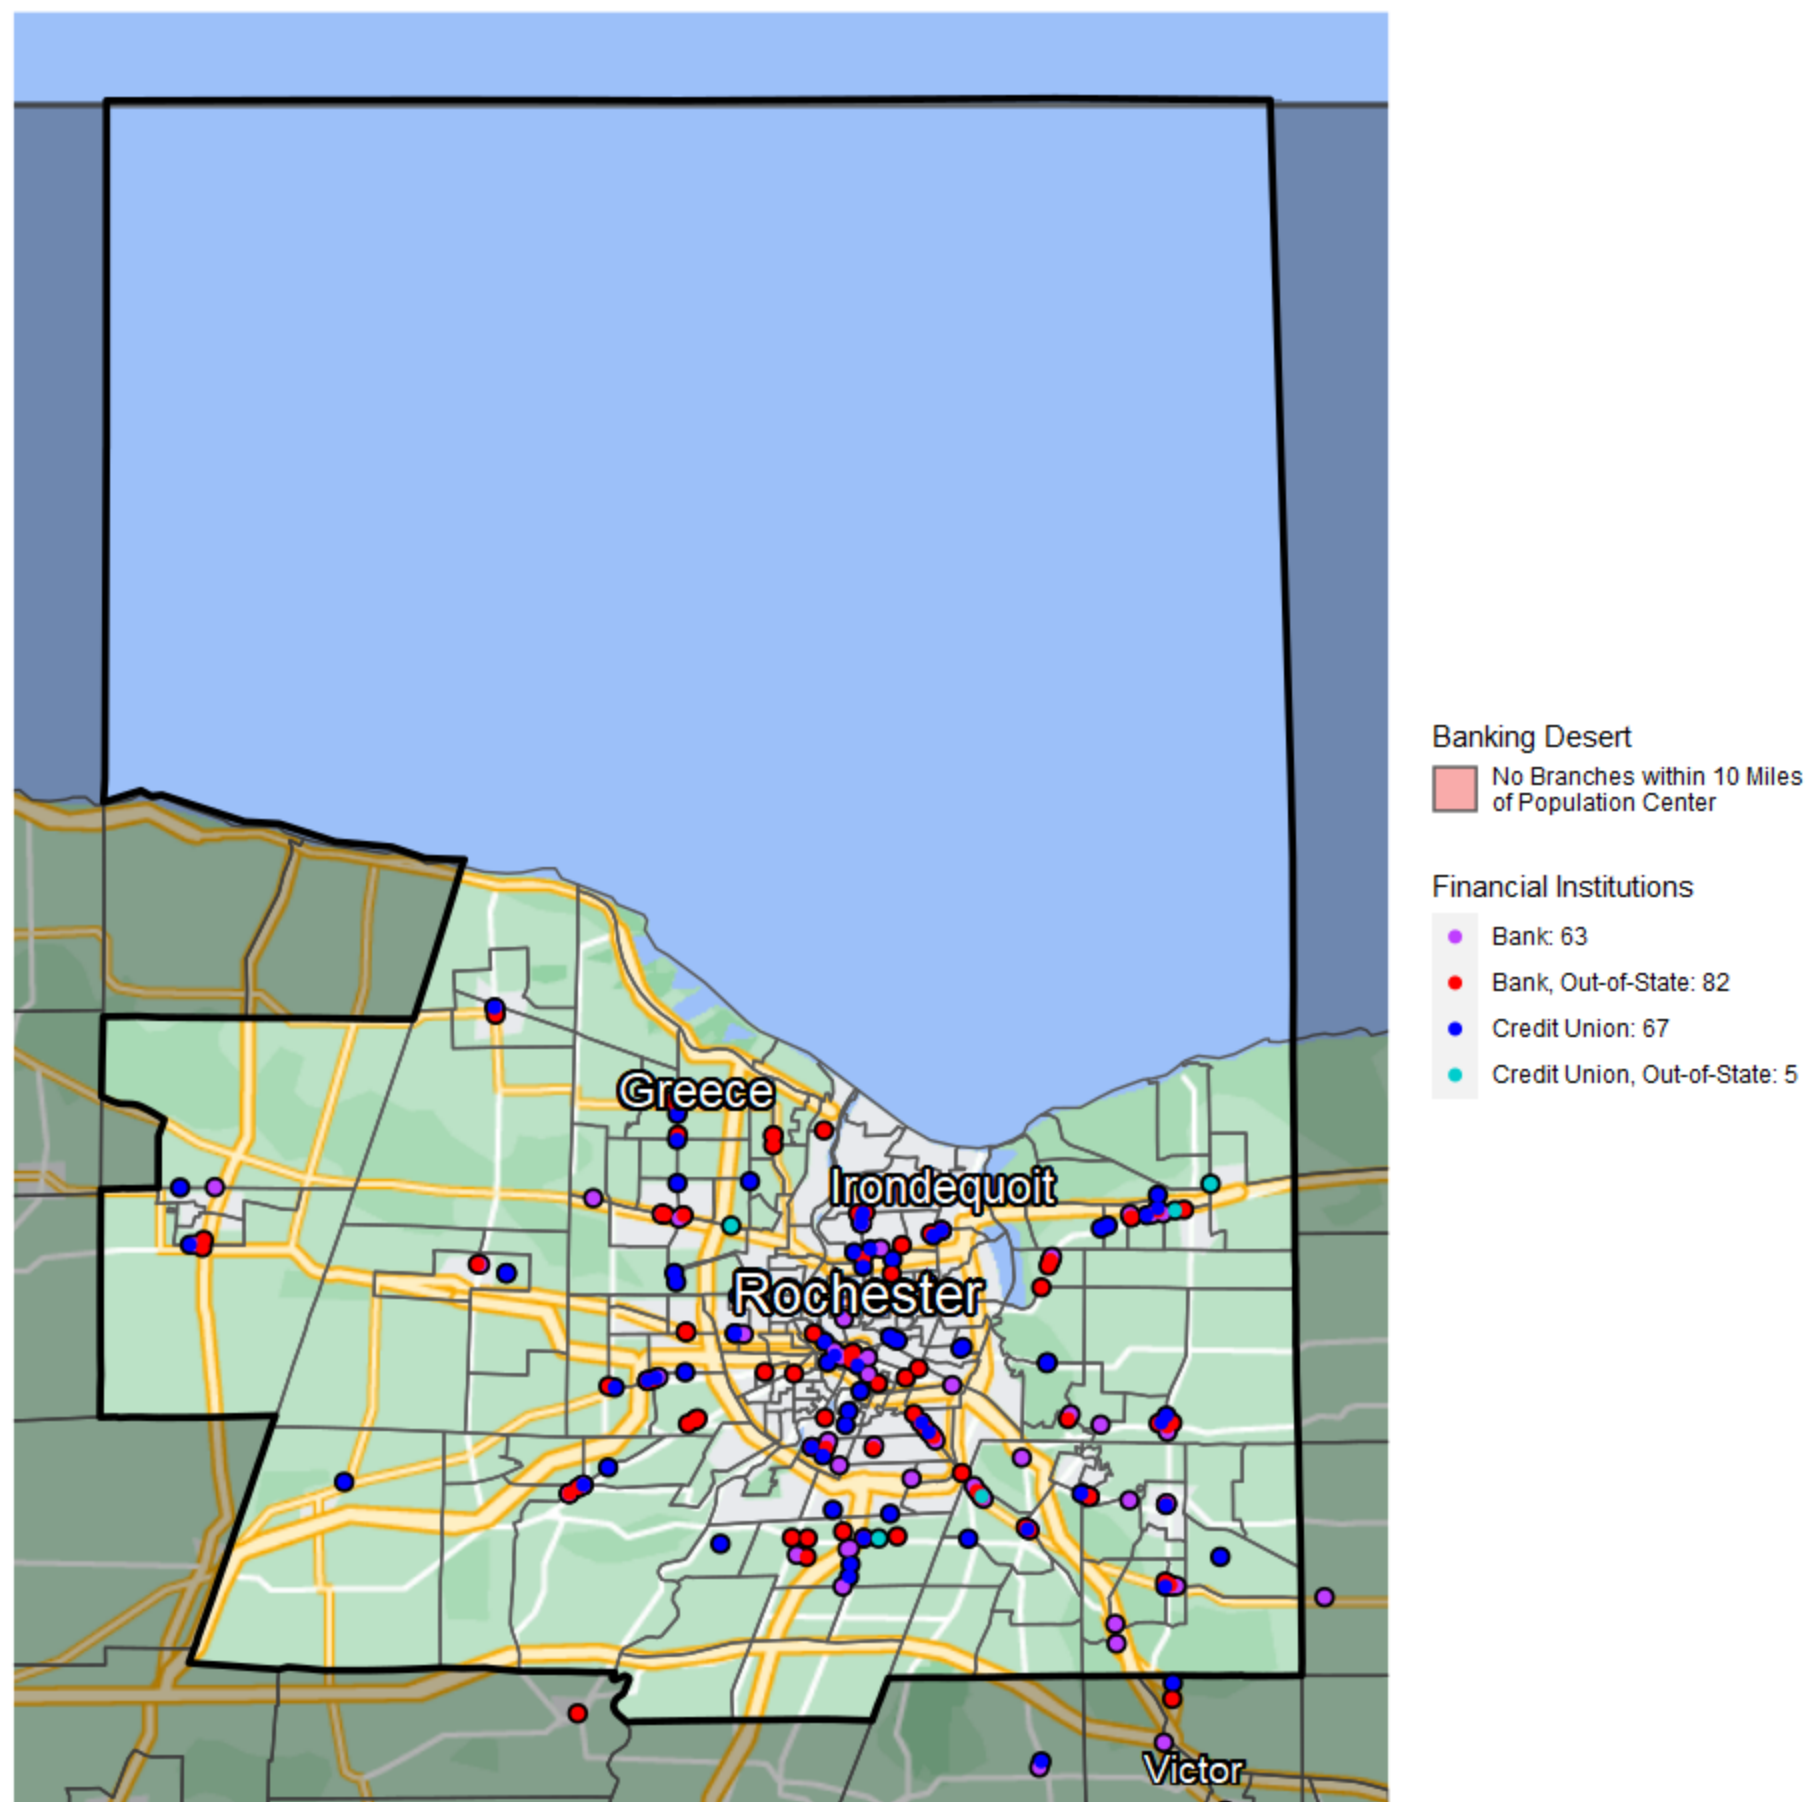 Greece
Irondequoit
Rochester
Victor
Banking Desert
No Branches within 10 Miles
of Population Center
Financial Institutions
Bank: 63
Bank, Out-of-State: 82
Credit Union: 67
Credit Union, Out-of-State: 5